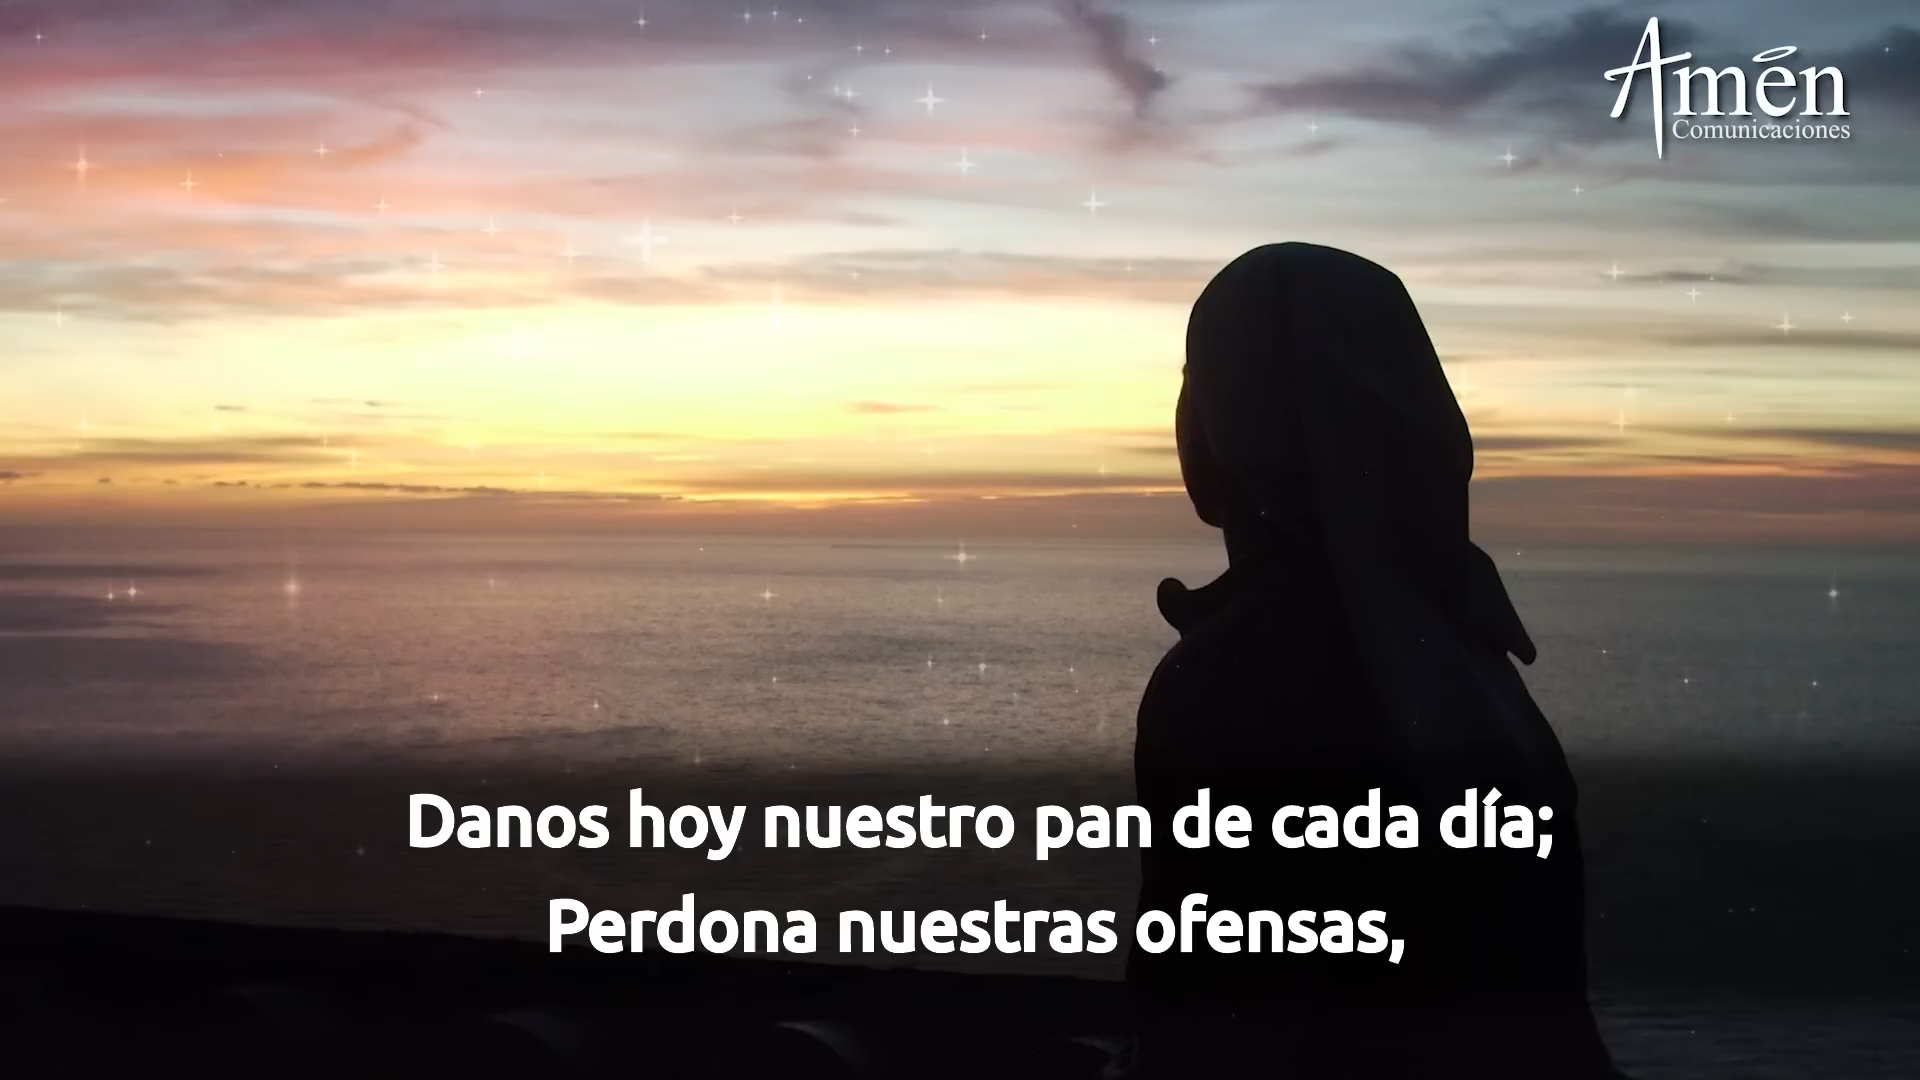 Amén
Comunicaciones
Danos hoy nuestro pan de cada día;
Perdona nuestras ofensas,